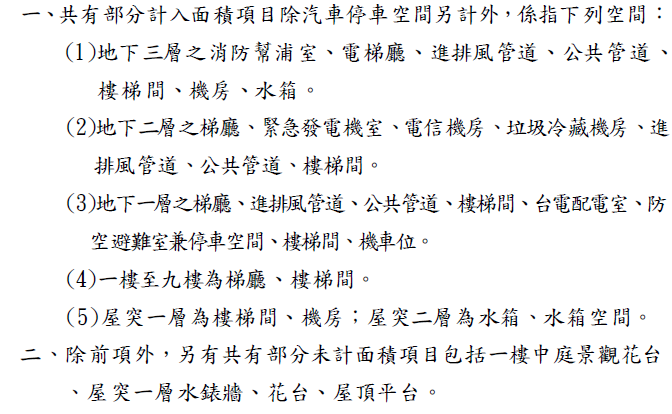 一、共有部分計入面積項目除汽車停車空間另計外，係指下列空間：
(1)地下三層之消防幫浦室、電梯廳、進排風管道、公共管道、
樓梯間、機房、水箱。
(2)地下二層之梯廳、緊急發電機室、電信機房、垃圾冷藏機房、進
排風管道、公共管道、樓梯間。
(3)地下一層之梯廳、進排風管道、公共管道、樓梯間、台電配電室、防
空避難室兼停車空間、樓梯間、機車位。
(4)一樓至九樓為梯廳、樓梯間。
(5)屋突一層為樓梯間、機房；屋突二層為水箱、水箱空間。
二、除前項外，另有共有部分未計面積項目包括一樓中庭景觀花台
、屋突一層水錶牆、花台、屋頂平台。